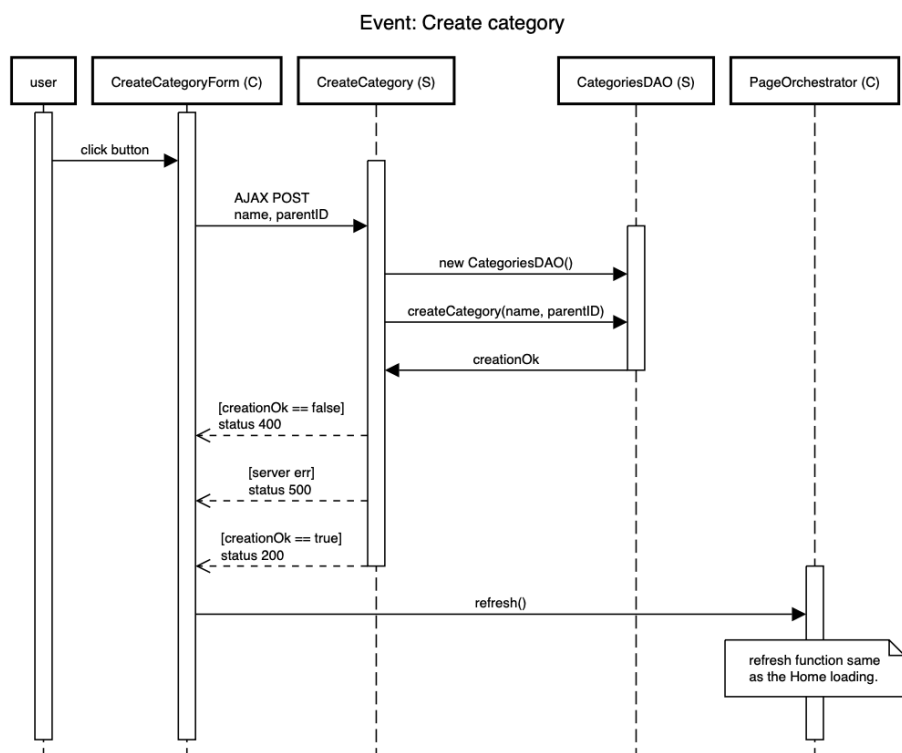 Event: Create category
user
CreateCategoryForm (C)
CreateCategory (S)
CategoriesDAO (S)
PageOrchestrator (C)
click button
AJAX POST
name, parentID
new CategoriesDAO()
createCategory(name, parentID)
creationOk
[creationOk == false]
status 400
[server err]
status 500
[creationOk == true]
status 200
refresh()
refresh function same
as the Home loading.